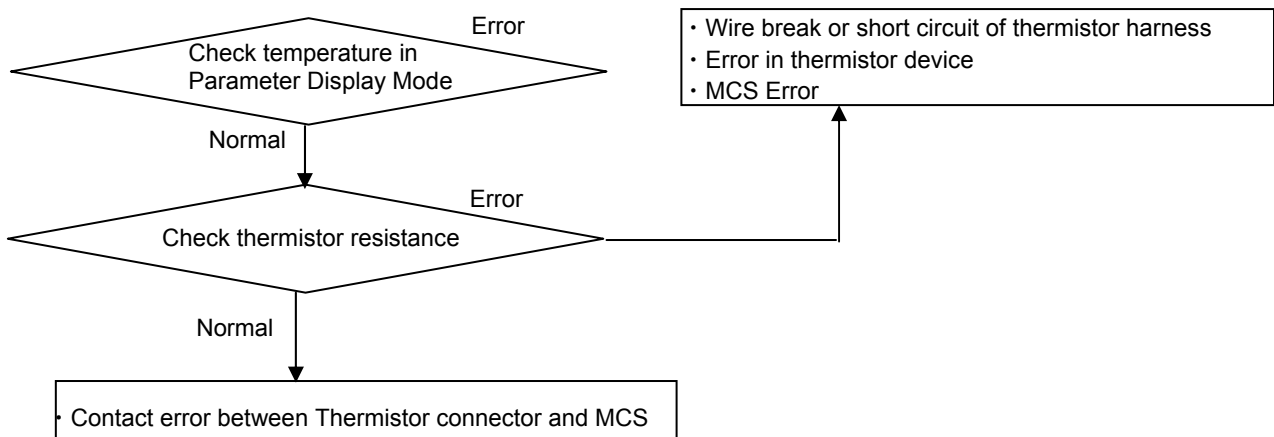 Error
Check temperature in
Parameter Display Mode
・Wire break or short circuit of thermistor harness
・Error in thermistor device
・MCS Error
Normal
Error
Check thermistor resistance
Normal
・Contact error between Thermistor connector and MCS